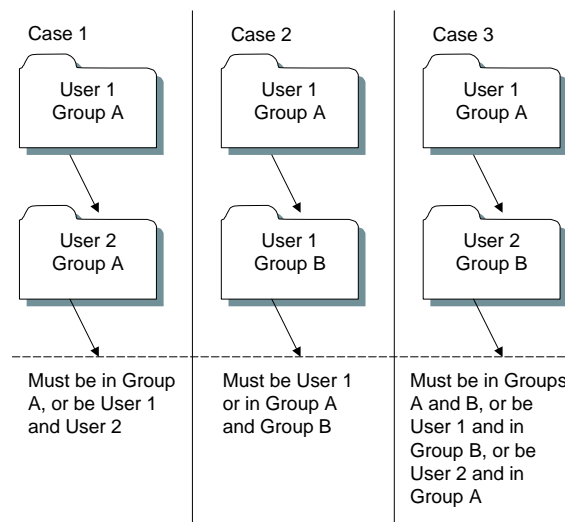 Case 1
User 1
Group A
User 2
Group A
Must be in Group
A, or be User 1
and User 2
Case 2
User 1
Group A
User 1
Group B
Must be User 1
or in Group A
and Group B
Case 3
User 1
Group A
User 2
Group B
Must be in Groups
A and B, or be
User 1 and in
Group B, or be
User 2 and in
Group A